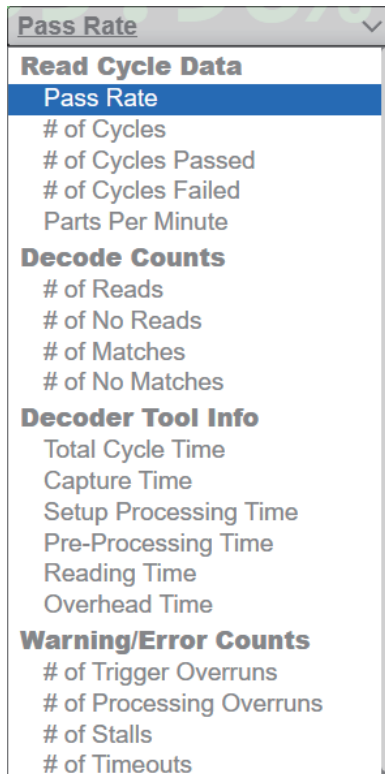 Pass Rate
Read Cycle Data
Pass Rate
# of Cycles
# of Cycles Passed
# of Cycles Failed
Parts Per Minute
Decode Counts
# of Reads
# of No Reads
# of Matches
# of No Matches
Decoder Tool Info
Total Cycle Time
Capture Time
Setup Processing Time
Pre-Processing Time
Reading Time
Overhead Time
Warning/Error Counts
# of Trigger Overruns
# of Processing Overruns
# of Stalls
# of Timeouts